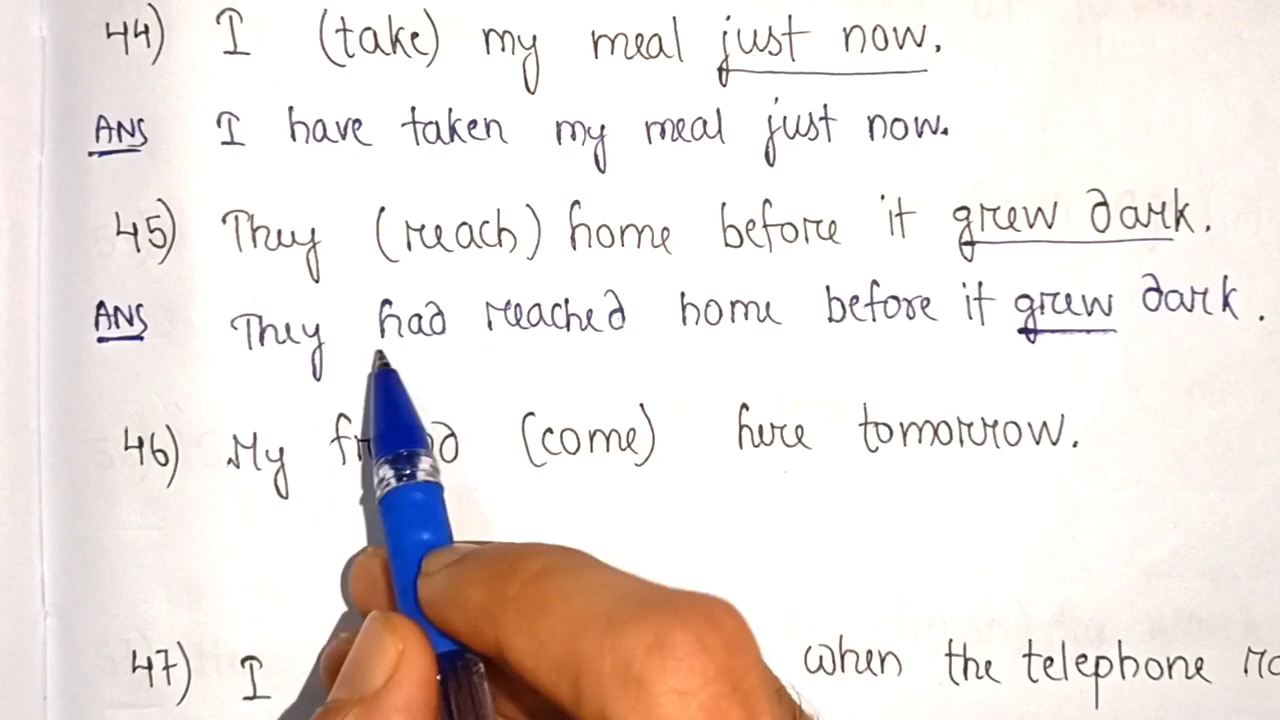 44) I (take) my meal just now.
ANS I have taken my meal just now.
45) They (reach) home before it grew dark.
ANS They had reached home before it grew dark.
46) My (come) here tomorrow.
47) I when the telephone